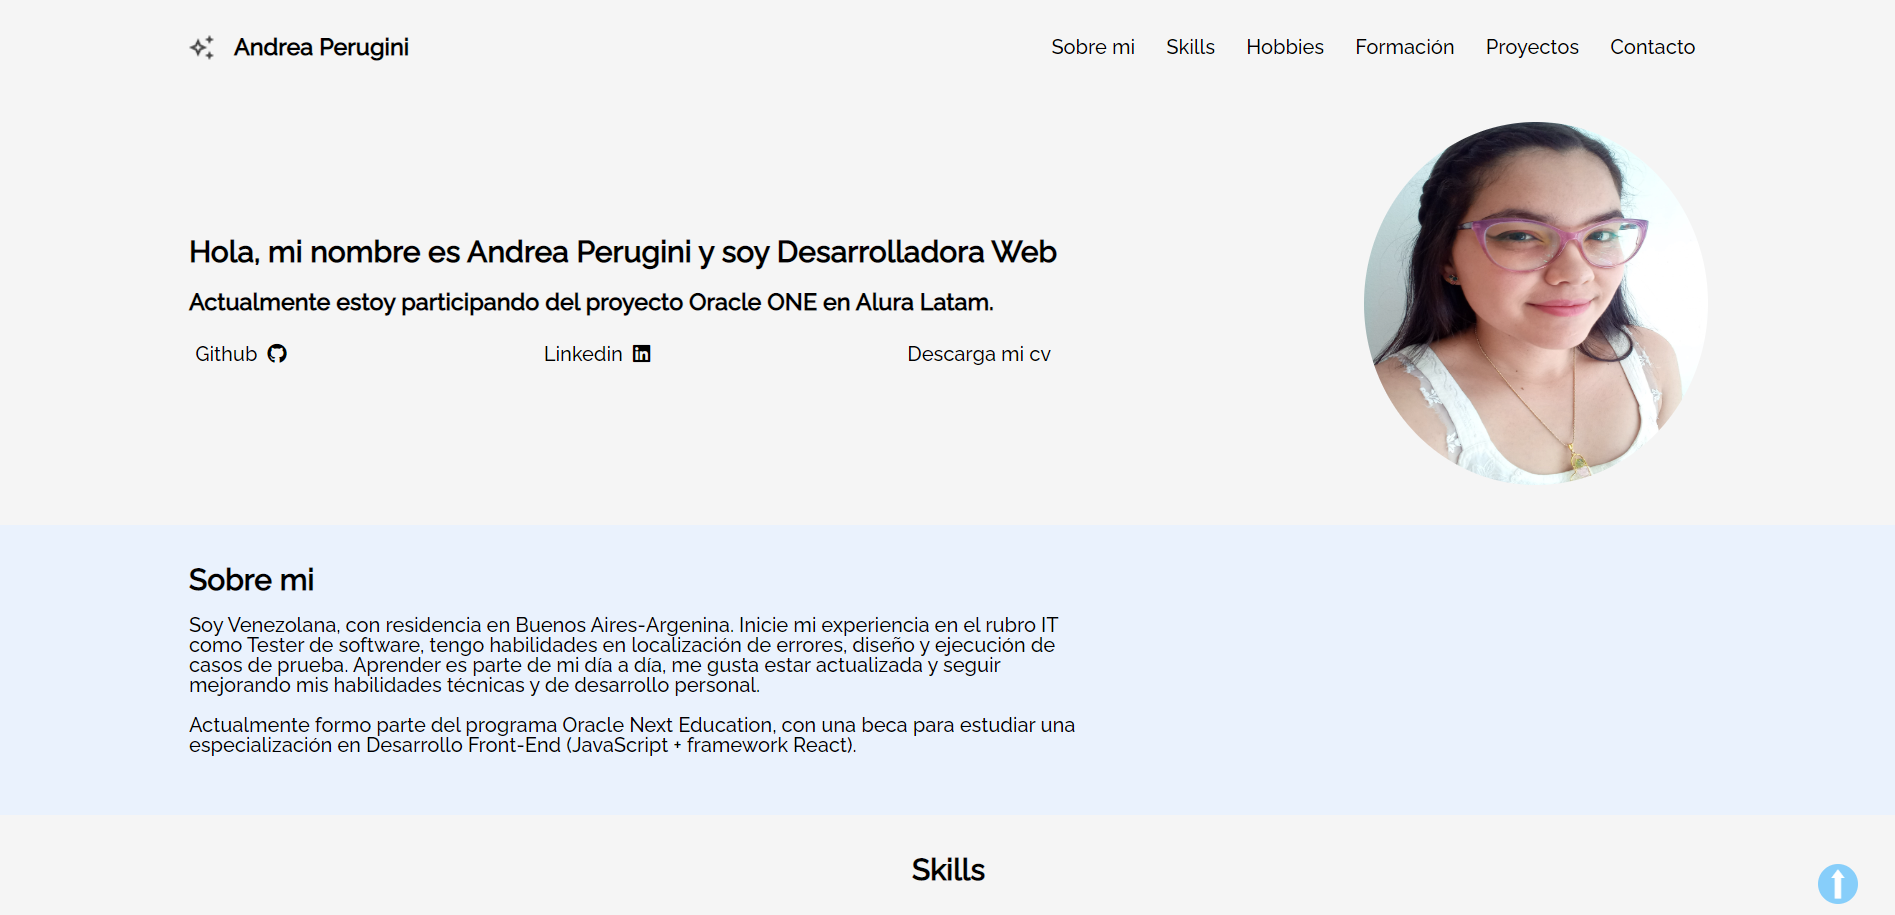 Andrea Perugini
Sobre mi Skills Hobbies Formación Proyectos Contacto
Hola, mi nombre es Andrea Perugini y soy Desarrolladora Web
Actualmente estoy participando del proyecto Oracle ONE en Alura Latam.
Github Linkedin in Descarga mi cv
Sobre mi
Soy Venezolana, con residencia en Buenos Aires-Argenina. Inicie mi experiencia en el rubro IT
como Tester de software, tengo habilidades en localización de errores, diseño y ejecución de
casos de prueba. Aprender es parte de mi día a día, me gusta estar actualizada y seguir
mejorando mis habilidades técnicas y de desarrollo personal.
Actualmente formo parte del programa Oracle Next Education, con una beca para estudiar una
especialización en Desarrollo Front-End (JavaScript + framework React).
Skills